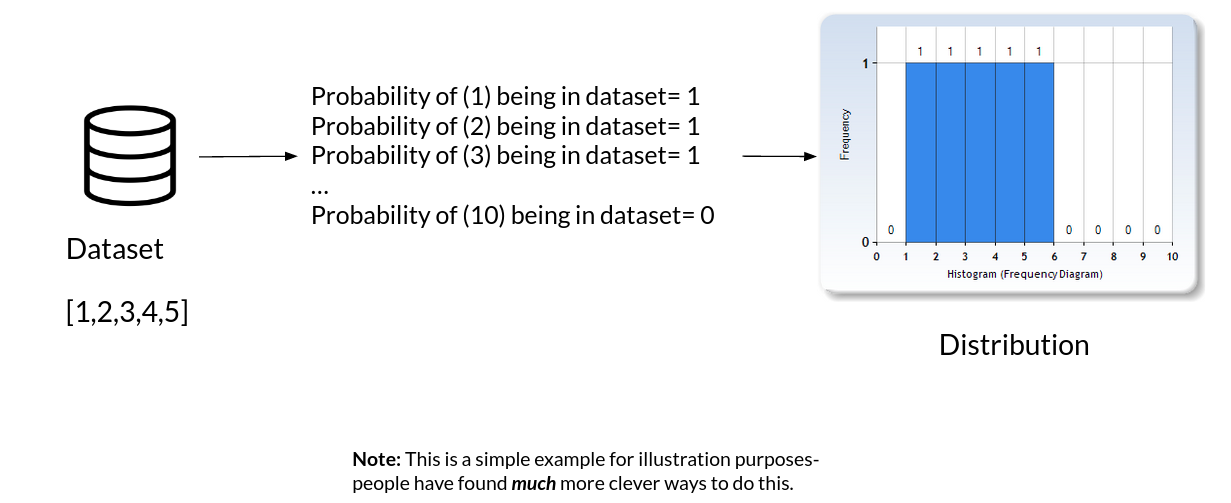 Dataset
[1,2,3,4,5]
Probability of (1) being in dataset= 1
Probability of (2) being in dataset= 1
Probability of (3) being in dataset= 1
...
Probability of (10) being in dataset= 0
Frequency
1
0
0 1 1 1 1 1 0 0 0 0
0 1 2 3 4 5 6 7 8 9 10
Histogram (Frequency Diagram)
Distribution
Note: This is a simple example for illustration purposes-
people have found much more clever ways to do this.